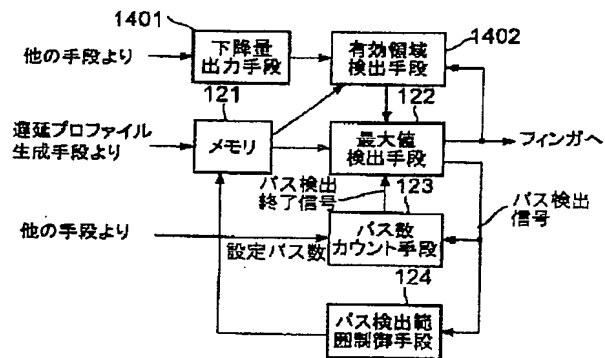 1401
下降量
出力手段
1402
有効領域
検出手段
他の手段より
121
122
遅延プロファイル
生成手段より
メモリ
最大値
検出手段
フィンガへ
パス検出
終了信号
123
パス検出
信号
他の手段より
設定パス数
パス数
カウント手段
124
パス検出範
囲制御手段